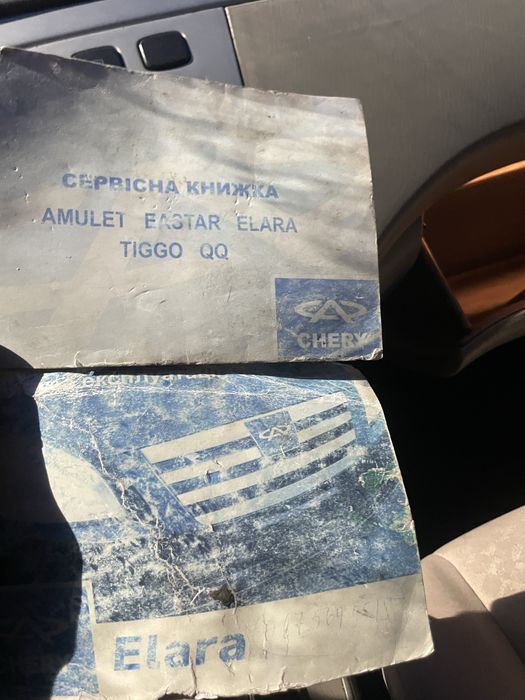 СЕРВІСНА КНИЖКА
AMULET EASTAR ELARA
TIGGO QQ
CHERY
Elara